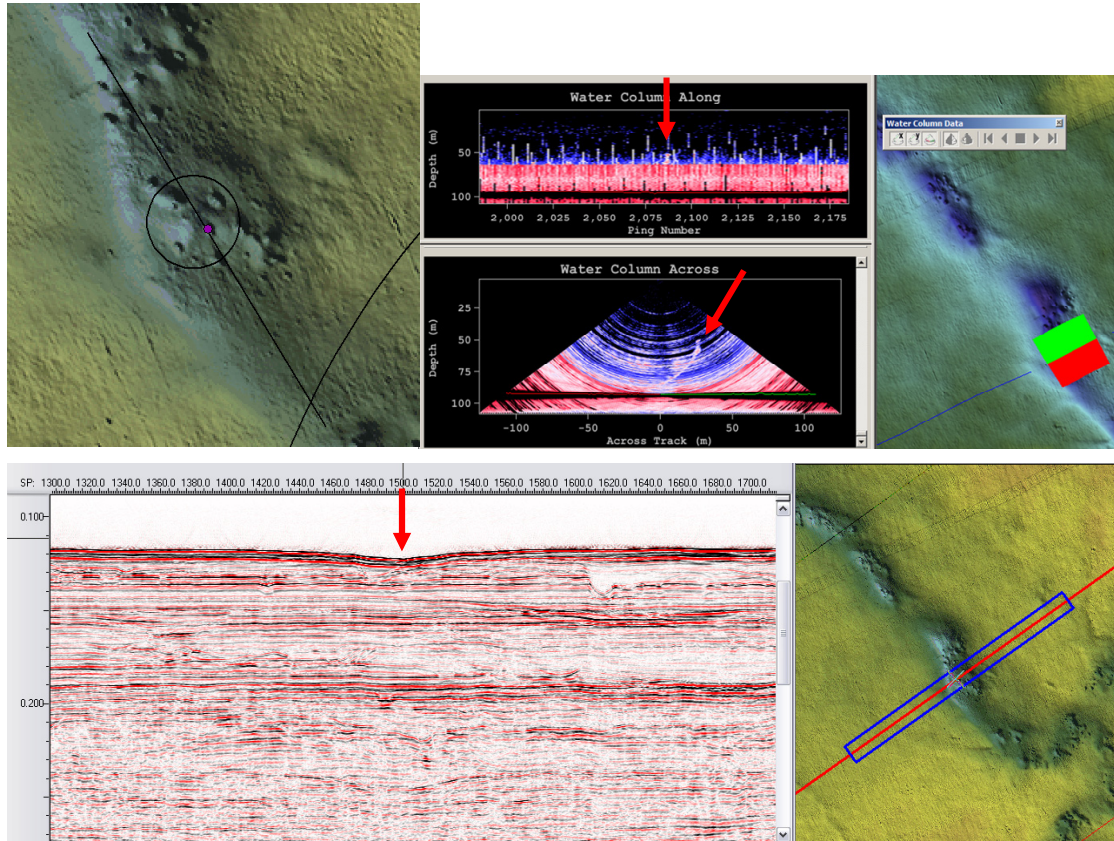 Water Column Along
Depth (m)
50
100
2,000 2,025 2,050 2,075 2,100 2,125 2,150 2,175
Ping Number
Water Column Data
x y
Water Column Across
Depth (m)
25
50
75
100
-100 -50 0 50 100
Across Track (m)
SP: 1300.0 1320.0 1340.0 1360.0 1380.0 1400.0 1420.0 1440.0 1460.0 1480.0 1500.0 1520.0 1540.0 1560.0 1580.0 1600.0 1620.0 1640.0 1660.0 1680.0 1700.0
0.100
0.200